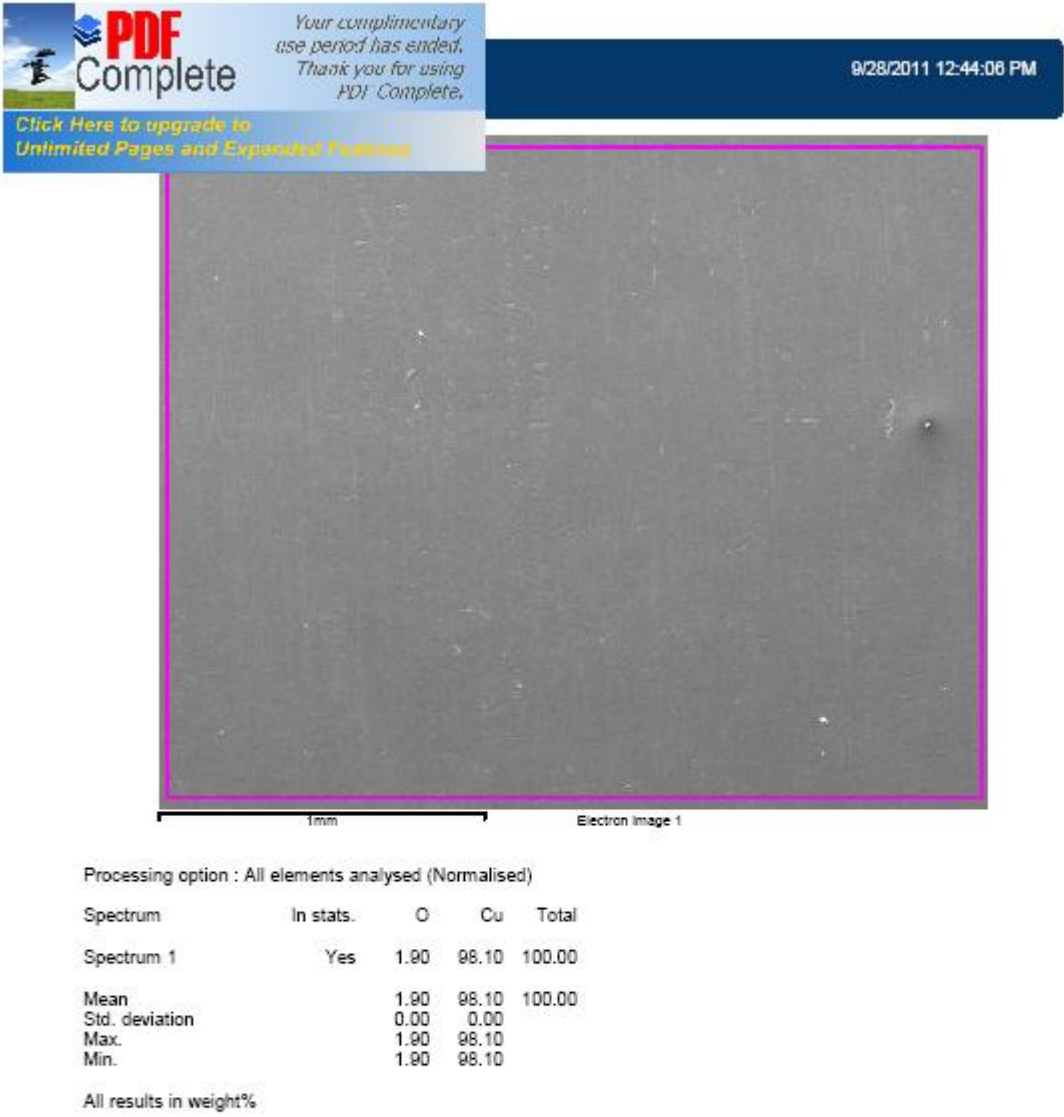 PDF
Complete
Your complimentary
use period has ended.
Thank you for using
PDF Complete.
Click Here to upgrade to
Unlimited Pages and Expanded Features
9/28/2011 12:44:06 PM
1mm
Electron Image 1
Processing option : All elements analysed (Normalised)
Spectrum In stats. O Cu Total
Spectrum 1 Yes 1.90 98.10 100.00
Mean 1.90 98.10 100.00
Std. deviation 0.00 0.00
Max. 1.90 98.10
Min. 1.90 98.10
All results in weight%